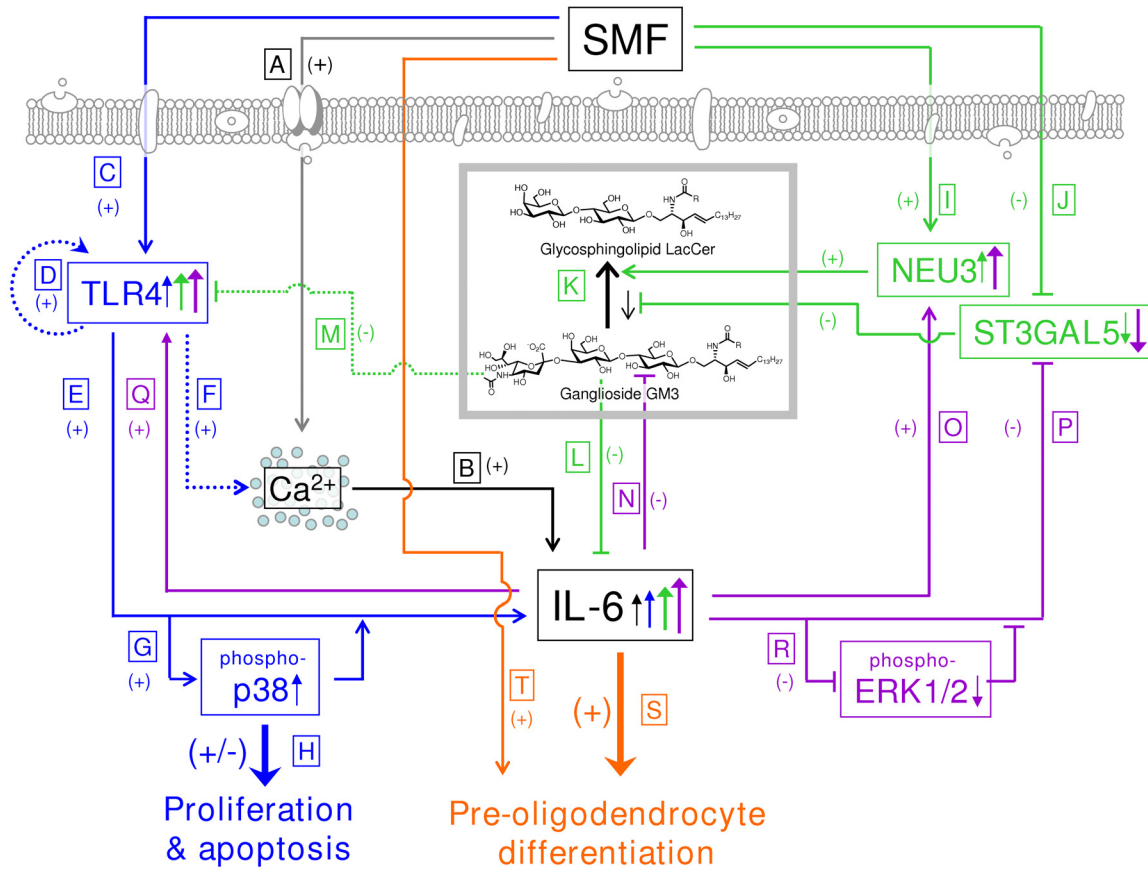 SMF
A (+)
C
(+)
(+) I
(-) J
D
(+)
TLR4
Glycosphingolipid LacCer
K
(+)
NEU3
M (-)
(-)
ST3GAL5
Ganglioside GM3
E
(+)
Q
(+)
F
(+)
Ca2+
B (+)
L (-)
N (-)
(+) O
(-) P
IL-6
G
(+)
phospho-
p38
T
(+)
(+) S
R
(-)
phospho-
ERK1/2
(+/-) H
Proliferation
& apoptosis
Pre-oligodendrocyte
differentiation